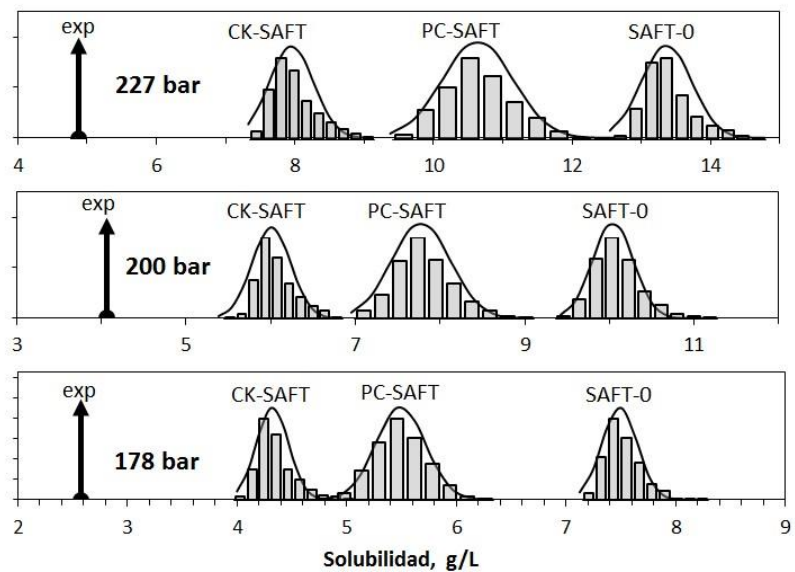 exp CK-SAFT PC-SAFT SAFT-0
227 bar
4 6 8 10 12 14
exp CK-SAFT PC-SAFT SAFT-0
200 bar
3 5 7 9 11
exp CK-SAFT PC-SAFT SAFT-0
178 bar
2 3 4 5 6 7 8 9
Solubilidad, g/L